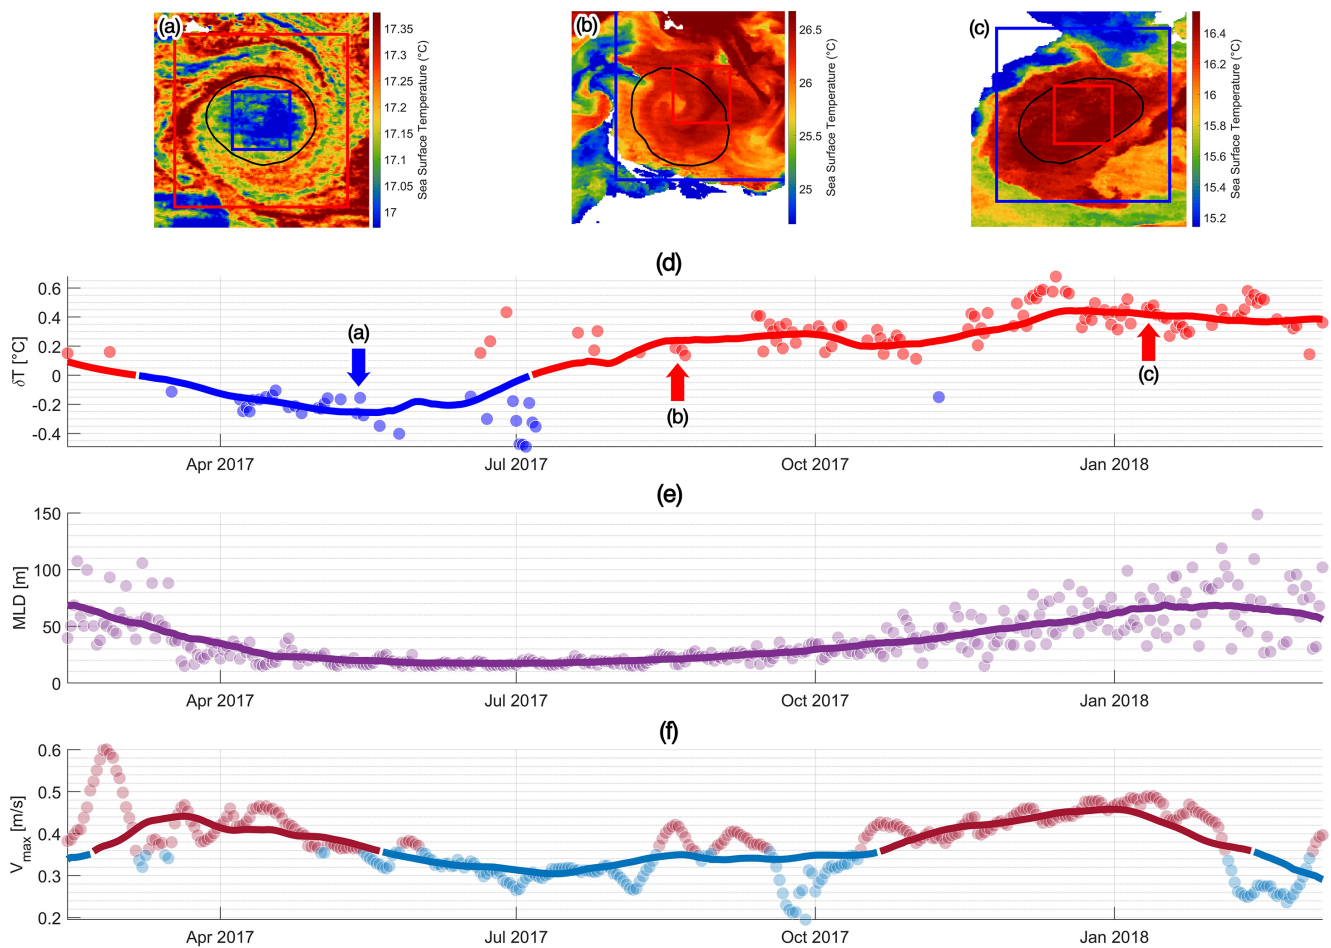 (a)
17.35
17.3
17.25
17.2
17.15
17.1
17.05
17
Sea Surface Temperature (°C)
(b)
26.5
26
25.5
25
Sea Surface Temperature (°C)
(c)
16.4
16.2
16
15.8
15.6
15.4
15.2
Sea Surface Temperature (°C)
(d)
0.6
0.4
0.2
0
-0.2
-0.4
δT [°C]
(a)
(b)
(c)
Apr 2017
Jul 2017
Oct 2017
Jan 2018
(e)
150
100
50
0
MLD [m]
Apr 2017
Jul 2017
Oct 2017
Jan 2018
(f)
0.6
0.5
0.4
0.3
0.2
Vmax [m/s]
Apr 2017
Jul 2017
Oct 2017
Jan 2018